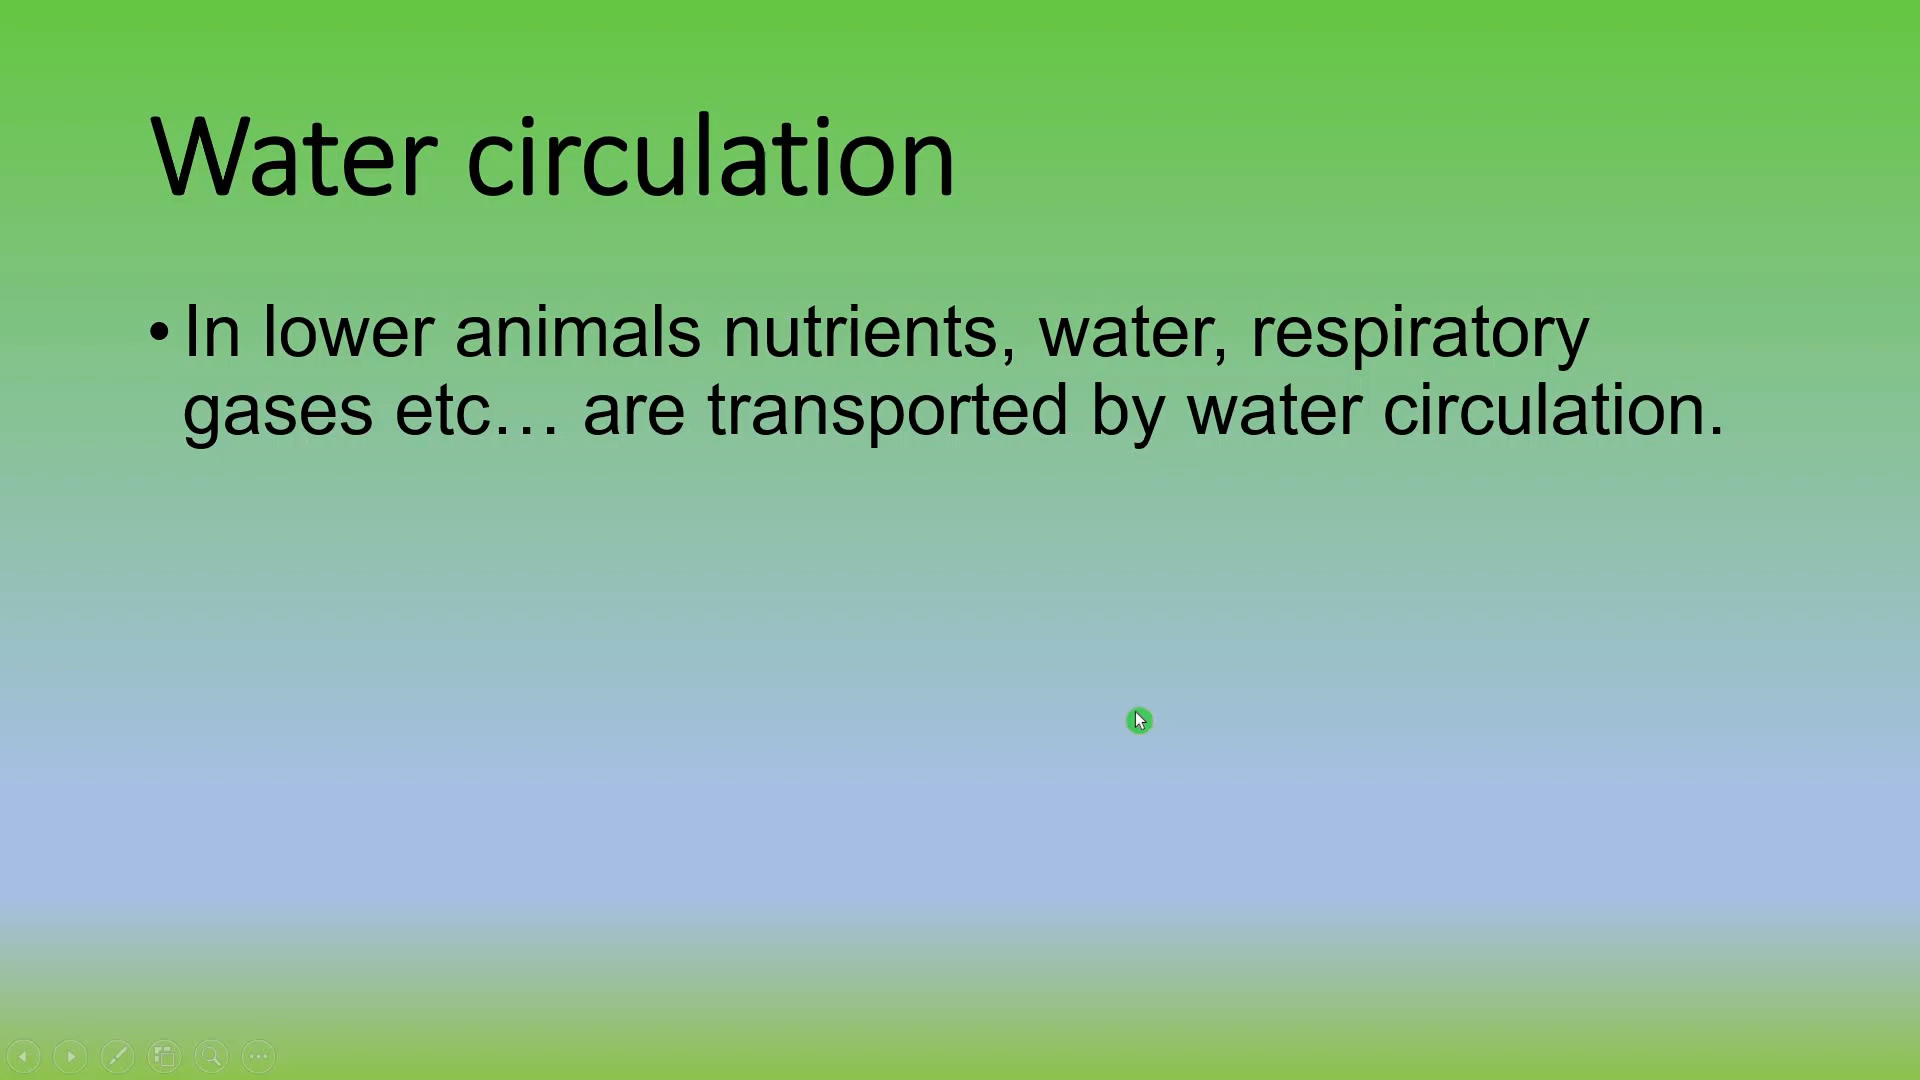 Water circulation
• In lower animals nutrients, water, respiratory
gases etc… are transported by water circulation.